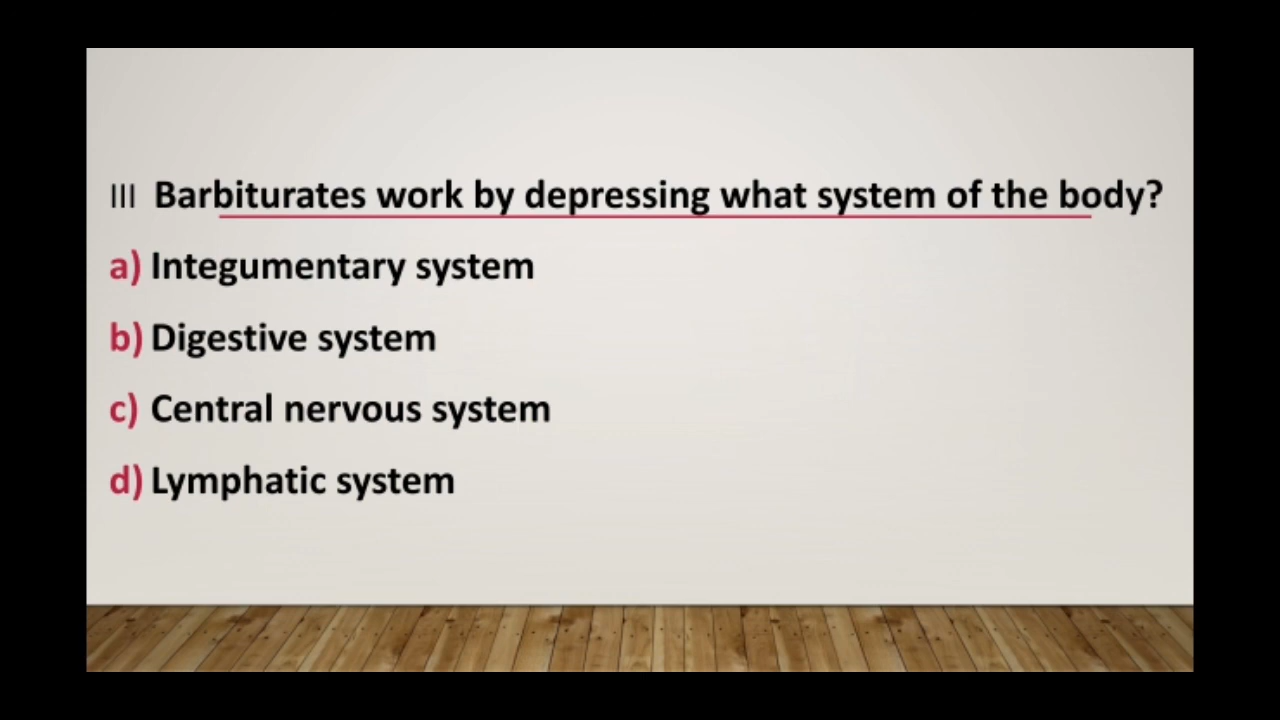 III Barbiturates work by depressing what system of the body?
a) Integumentary system
b) Digestive system
c) Central nervous system
d) Lymphatic system